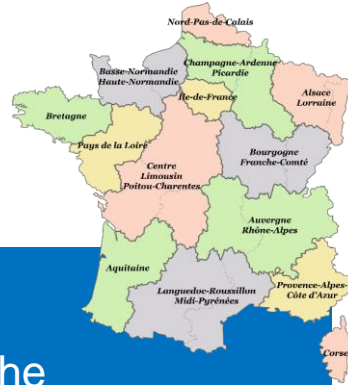 Nord-Pas-de-Calais
Champagne-Ardenne
Picardie
Basse-Normandie
Haute-Normandie
Île-de-France
Alsace
Lorraine
Bretagne
Pays de la Loire
Centre
Limousin
Poitou-Charentes
Bourgogne
Franche-Comté
Auvergne
Rhône-Alpes
Aquitaine
Languedoc-Roussillon
Midi-Pyrénées
Provence-Alpes-
Côte d'Azur
Corse